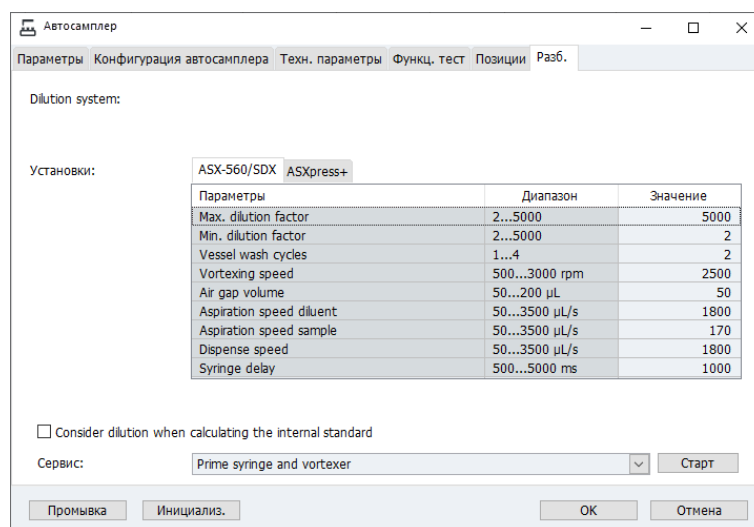 Автосамплер
Параметры Конфигурация автосамплера Техн. параметры Функц. тест Позиции Разб.
Dilution system:
Установки: ASX-560/SDX ASXpress+
Параметры Диапазон Значение
Max. dilution factor 2...5000 5000
Min. dilution factor 2...5000 2
Vessel wash cycles 1...4 2
Vortexing speed 500...3000 rpm 2500
Air gap volume 50...200 µL 50
Aspiration speed diluent 50...3500 µL/s 1800
Aspiration speed sample 50...3500 µL/s 170
Dispense speed 50...3500 µL/s 1800
Syringe delay 500...5000 ms 1000
Consider dilution when calculating the internal standard
Сервис: Prime syringe and vortexer Старт
Промывка Инициализ. OK Отмена